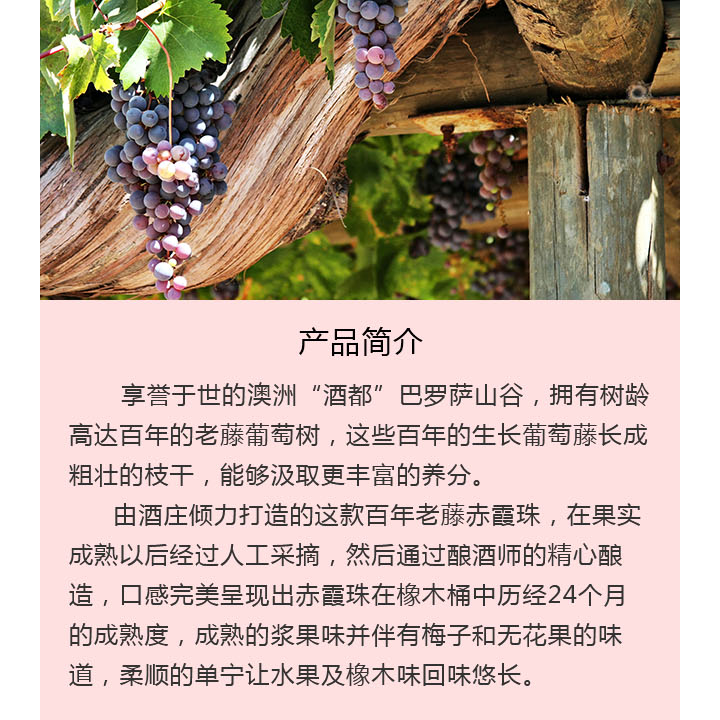 产品简介
享誉于世的澳洲“酒都”巴罗萨山谷，拥有树龄
高达百年的老藤葡萄树，这些百年的生长葡萄藤长成
粗壮的枝干，能够汲取更丰富的养分。
由酒庄倾力打造的这款百年老藤赤霞珠，在果实
成熟以后经过人工采摘，然后通过酿酒师的精心酿
造，口感完美呈现出赤霞珠在橡木桶中历经24个月
的成熟度，成熟的浆果味并伴有梅子和无花果的味
道，柔顺的单宁让水果及橡木味回味悠长。